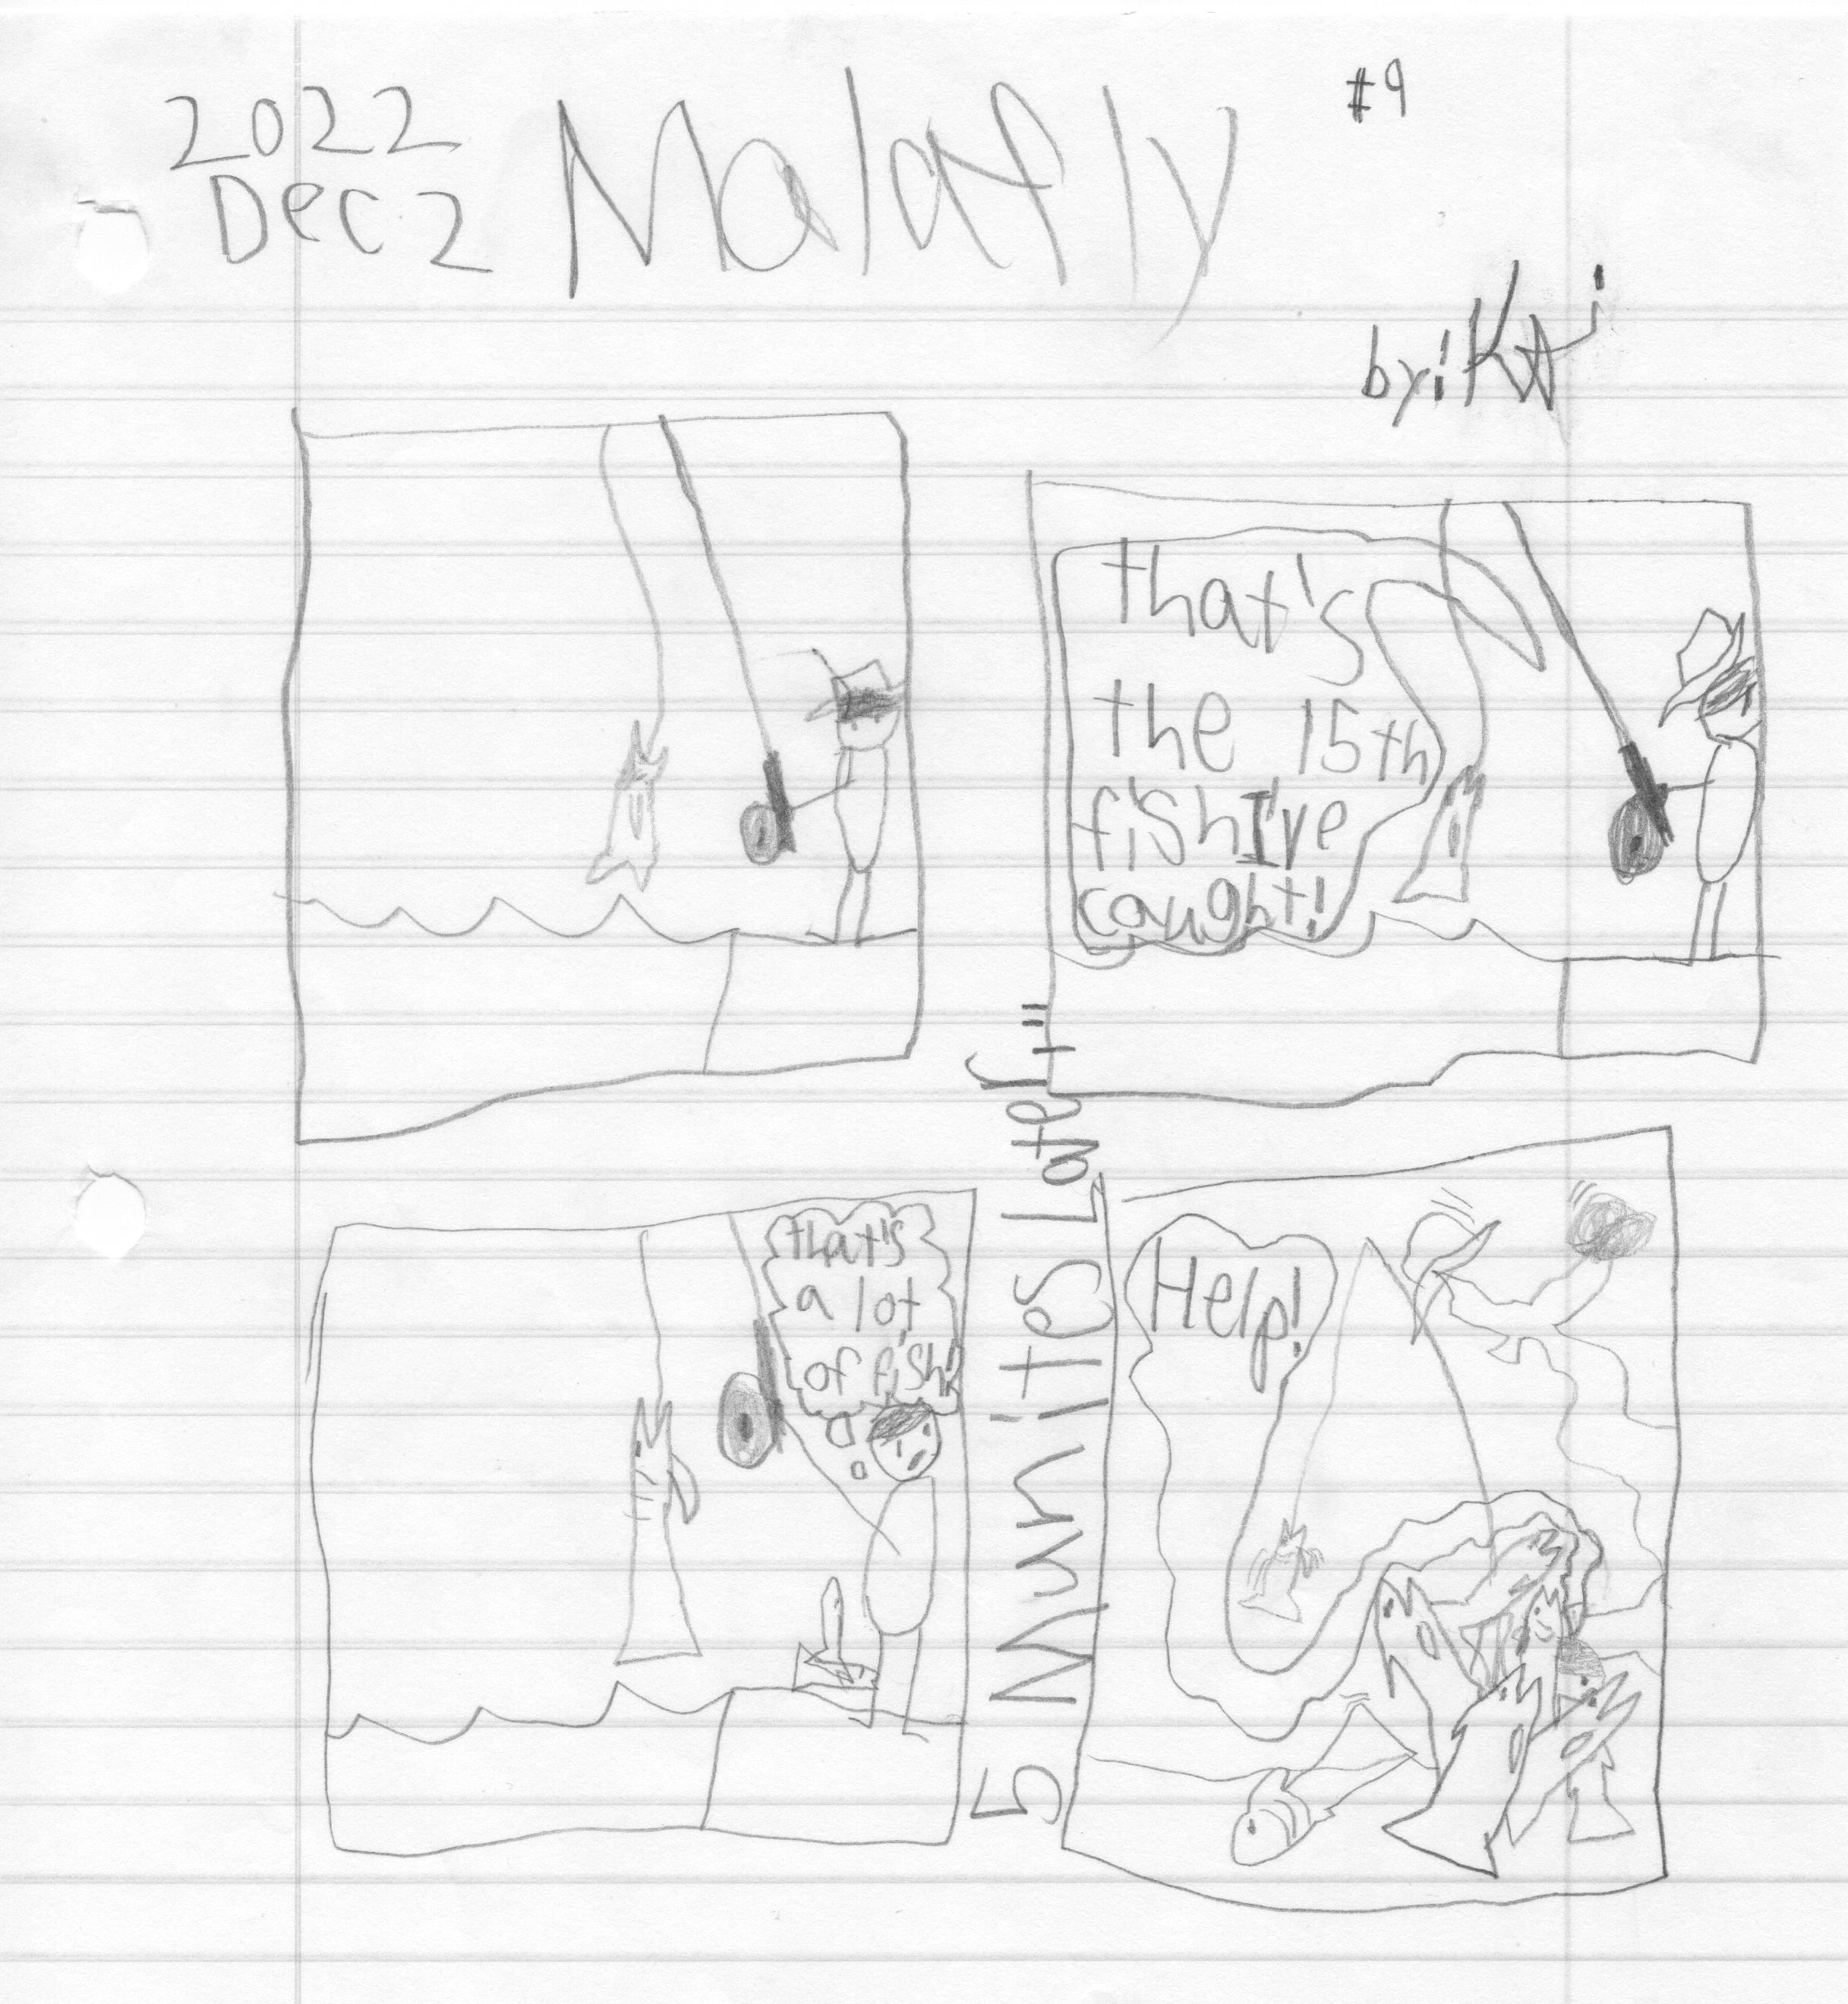 2022
Dec 2
Malafly
#9
by: Kai
that's
the 15th
fish I've
caught!
that's
a lot
of fish!
5 Munites Later...
Help!